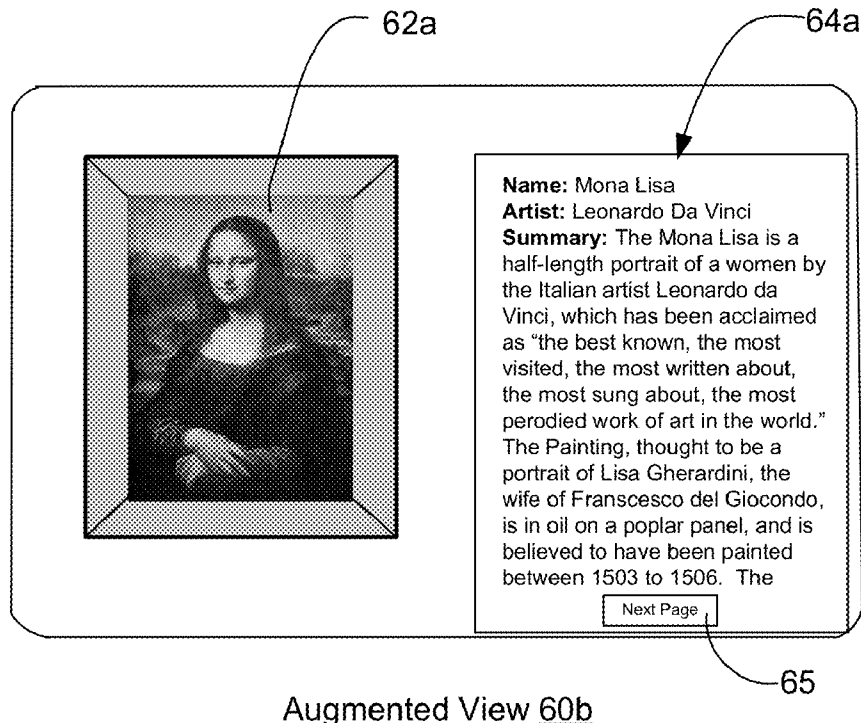 62a
64a
Name: Mona Lisa
Artist: Leonardo Da Vinci
Summary: The Mona Lisa is a
half-length portrait of a women by
the Italian artist Leonardo da
Vinci, which has been acclaimed
as “the best known, the most
visited, the most written about,
the most sung about, the most
perodied work of art in the world.”
The Painting, thought to be a
portrait of Lisa Gherardini, the
wife of Franscesco del Giocondo,
is in oil on a poplar panel, and is
believed to have been painted
between 1503 to 1506. The
Next Page
65
Augmented View 60b